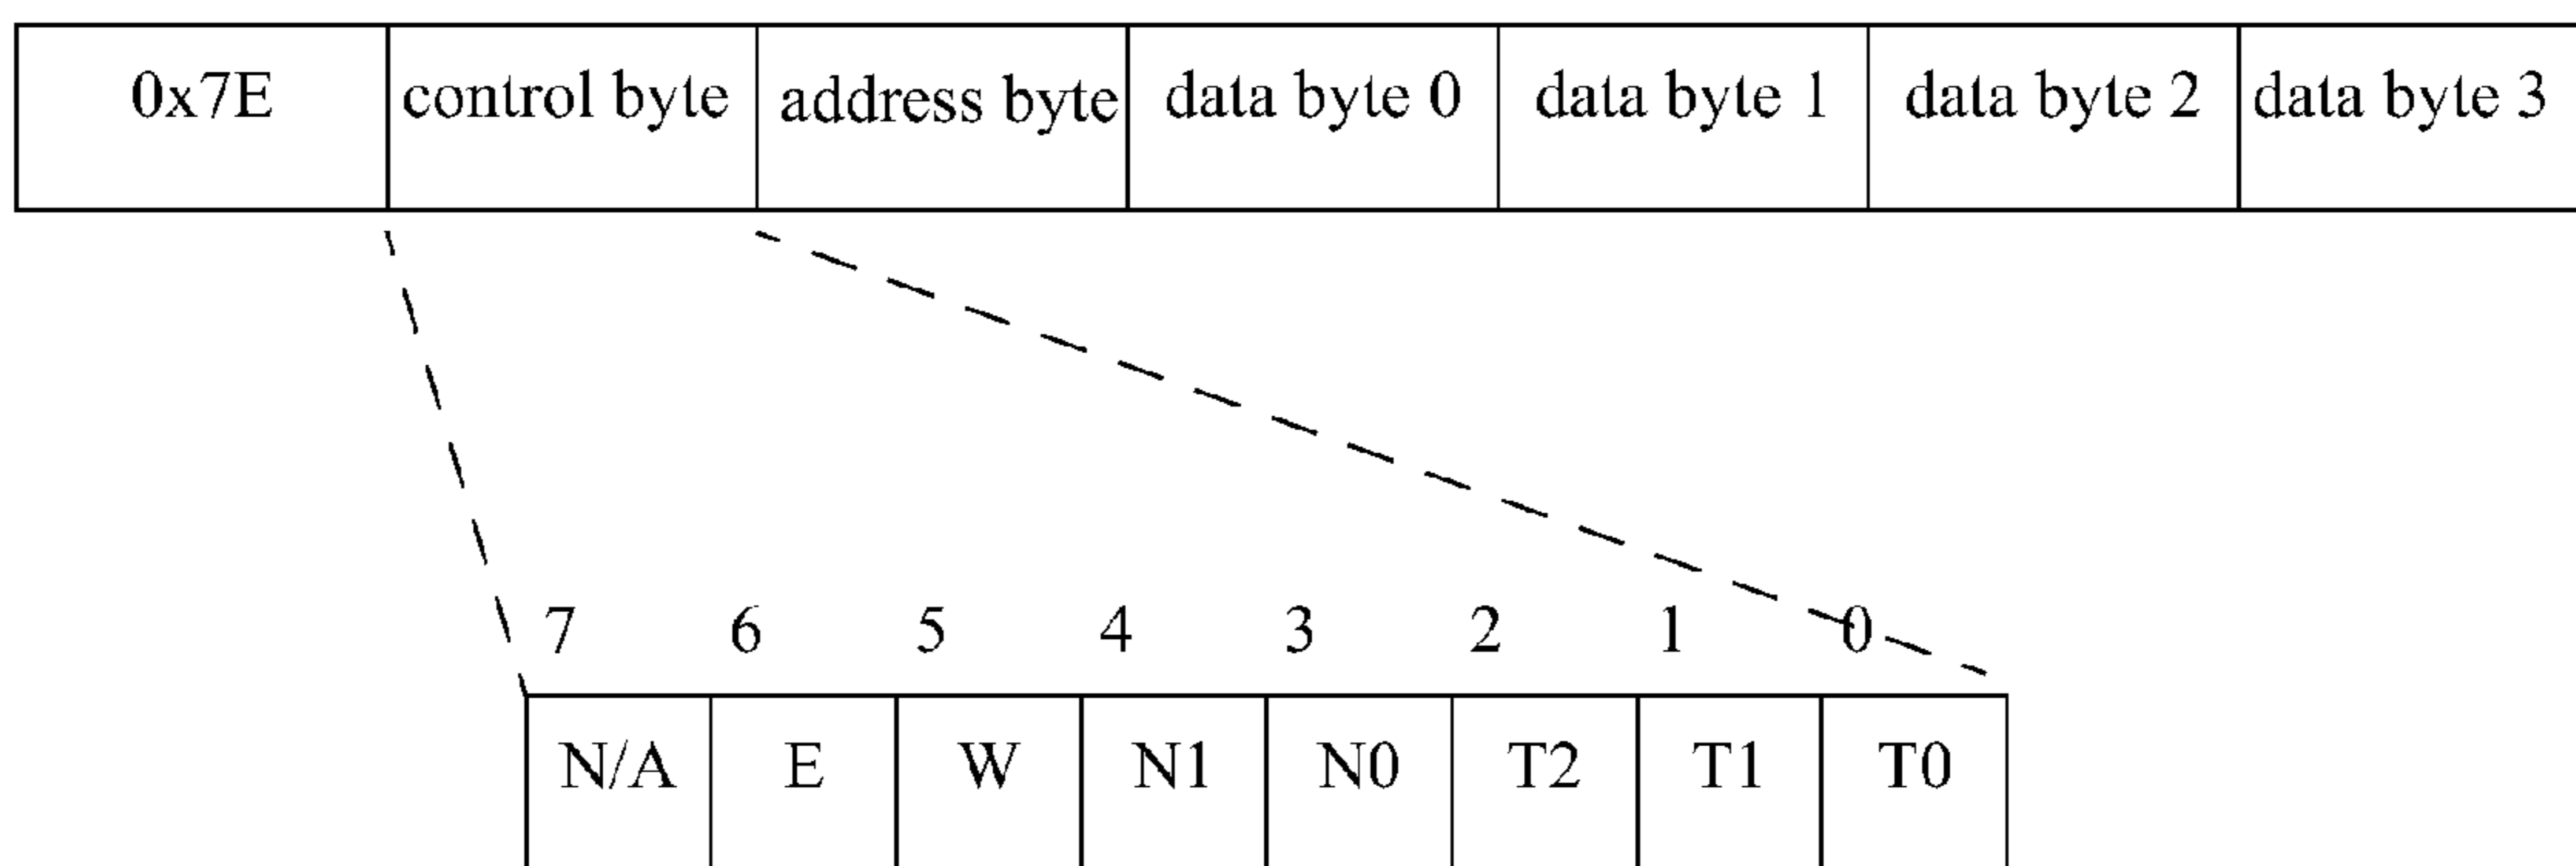 0x7E control byte address byte data byte 0 data byte 1 data byte 2 data byte 3
7 6 5 4 3 2 1 0
N/A E W N1 N0 T2 T1 T0